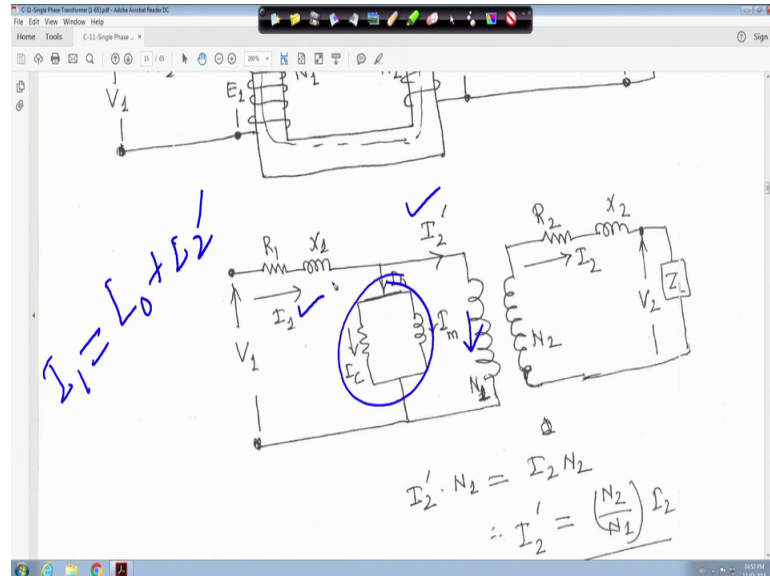 C-11-Single Phase Transformer [1-65].pdf - Adobe Acrobat Reader DC
File Edit View Window Help
Home Tools C-11-Single Phase ... × Sign
15 / 65 200%
V1 E1 N1
I1 = I0 + I2'
R1 X1 I2' R2 X2
I1 I0 I2
V1 IC Im N1 N2 V2 ZL
I2' · N1 = I2 N2
∴ I2' = (N2/N1) I2